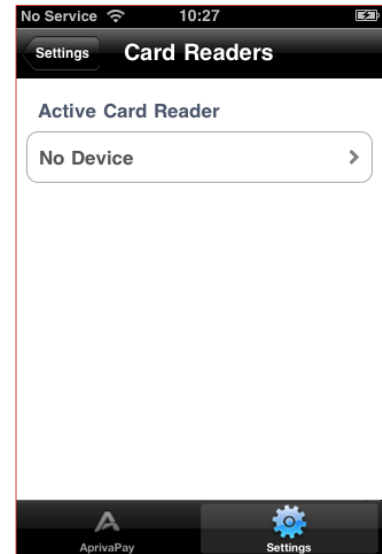 No Service 10:27
Settings Card Readers
Active Card Reader
No Device
AprivaPay Settings